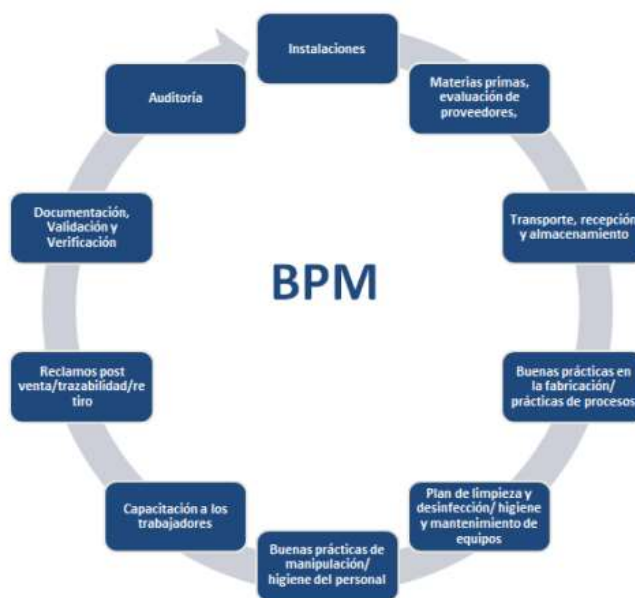 Instalaciones
Materias primas,
evaluación de
proveedores,
Transporte, recepción
y almacenamiento
Buenas prácticas en
la fabricación/
prácticas de procesos
Plan de limpieza y
desinfección/ higiene
y mantenimiento de
equipos
Buenas prácticas de
manipulación/
higiene del personal
Capacitación a los
trabajadores
Reclamos post
venta/trazabilidad/re
tiro
Documentación,
Validación y
Verificación
Auditoría
BPM